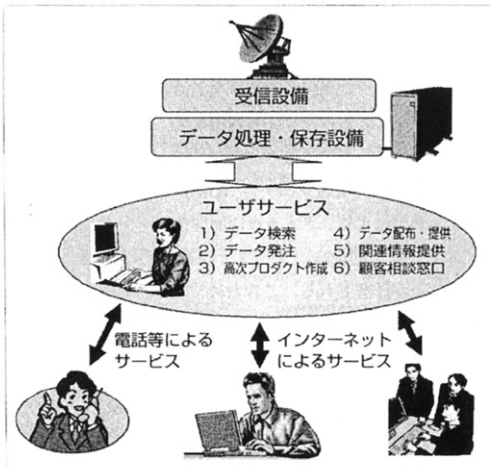 受信設備
データ処理・保存設備
ユーザサービス
1) データ検索
2) データ発注
3) 高次プロダクト作成
4) データ配布・提供
5) 関連情報提供
6) 顧客相談窓口
電話等による
サービス
インターネット
によるサービス